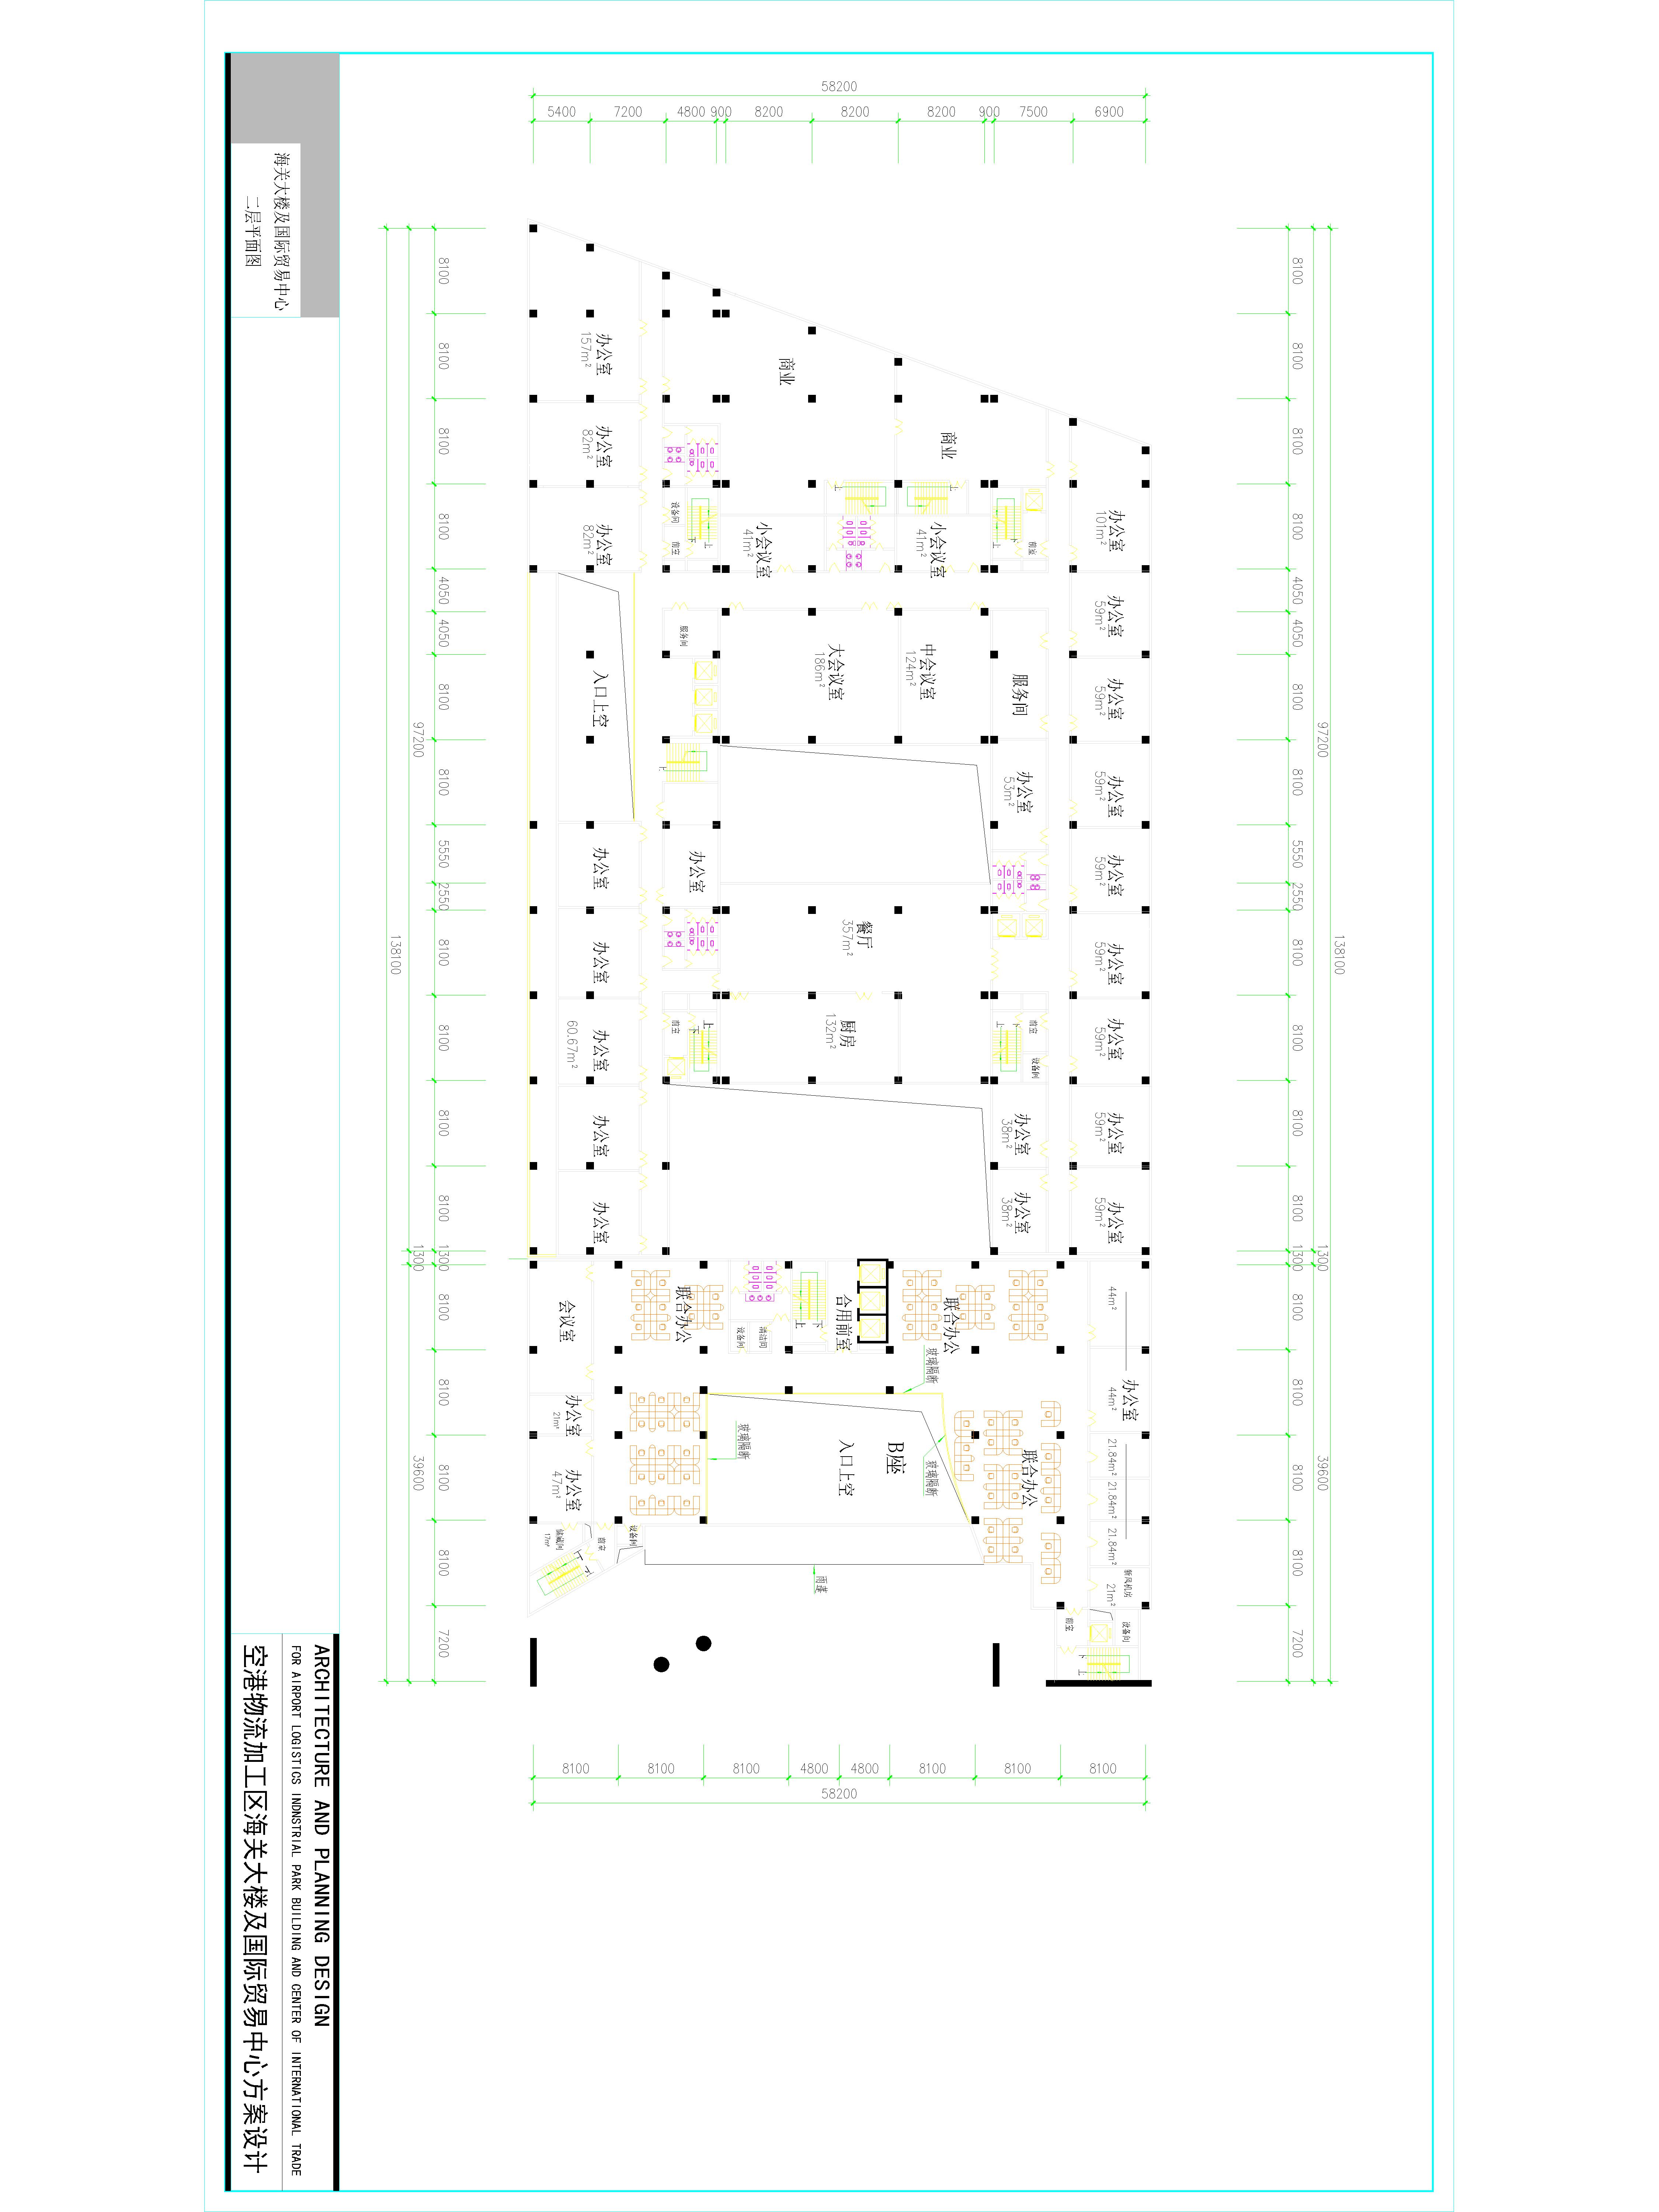 138100
97200 1300 39600
8100 8100 8100 8100 4050 4050 8100 8100 5550 2550 8100 8100 8100 8100 1300 8100 8100 8100 8100 7200
58200
6900
7500
900
8200
8200
8200
900
4800
7200
5400
办公室
101m²
办公室
59m²
办公室
59m²
办公室
59m²
办公室
59m²
办公室
59m²
办公室
59m²
办公室
59m²
办公室
59m²
办公室
44m² 44m² 21.84m² 21.84m² 21.84m²
新风机房
21m²
设备间
下 上
前室
前室
下
上
服务间
办公室
53m²
前室 设备间
下
上
办公室
38m²
办公室
38m²
联合办公
商业
上
小会议室
41m²
中会议室
124m²
联合办公
玻璃隔断
玻璃隔断
B座
入口上空
雨蓬
上
大会议室
186m²
餐厅
357m²
厨房
132m²
合用前室
下
上
商业
小会议室
41m²
清洁间
设备间
玻璃隔断
上
下
设备间 前室
服务间
上
办公室
上
下
前室
联合办公
办公室
157m²
办公室
82m²
办公室
82m²
入口上空
办公室
办公室
办公室
60.67m²
办公室
办公室
会议室
办公室
21m²
办公室
47m²
设备间
前室
上 下
储藏间
17m²
8100
8100
8100
4800
4800
8100
8100
8100
58200
8100 8100 8100 8100 4050 4050 8100 8100 5550 2550 8100 8100 8100 8100 1300 8100 8100 8100 8100 7200
97200 1300 39600
138100
海关大楼及国际贸易中心
二层平面图
ARCHITECTURE AND PLANNING DESIGN
FOR AIRPORT LOGISTICS INDNSTRIAL PARK BUILDING AND CENTER OF INTERNATIONAL TRADE
空港物流加工区海关大楼及国际贸易中心方案设计